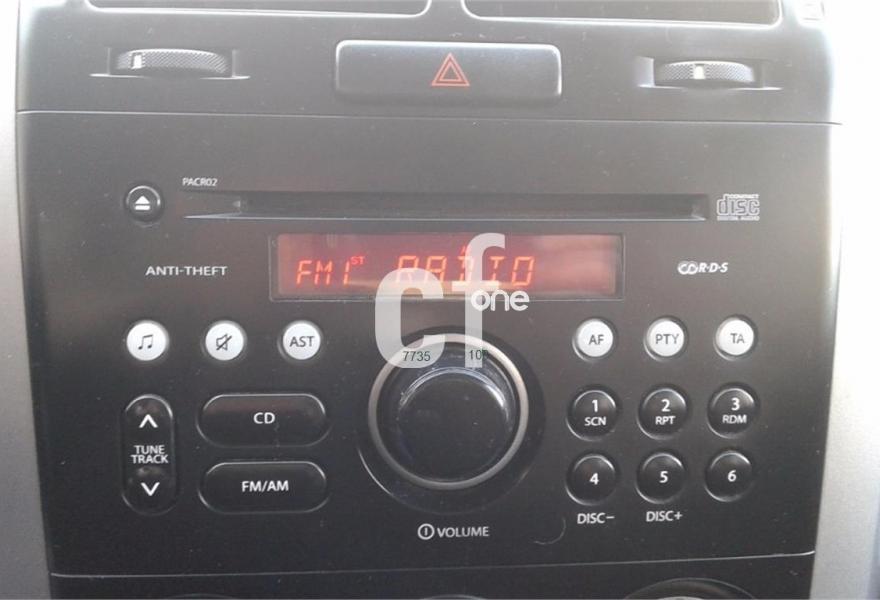 PACR02
COMPACT
disc
DIGITAL AUDIO
ANTI-THEFT
FM1 ST RADIO
R·D·S
cf
one
AST
AF
PTY
TA
7735
CD
1
SCN
2
RPT
3
RDM
TUNE
TRACK
FM/AM
4
5
6
DISC−
DISC+
VOLUME